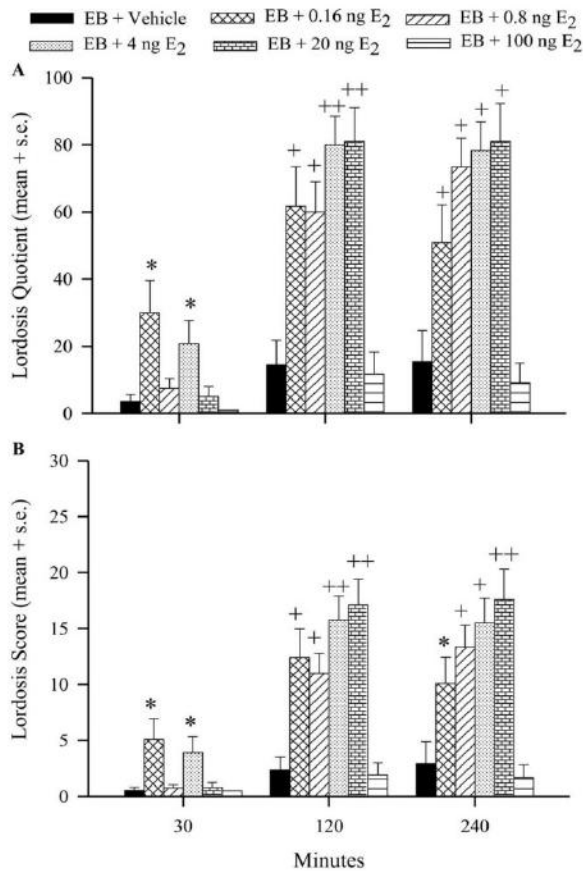 EB + Vehicle EB + 0.16 ng E2 EB + 0.8 ng E2
EB + 4 ng E2 EB + 20 ng E2 EB + 100 ng E2
A
Lordosis Quotient (mean + s.e.)
100
80
60
40
20
0
* *
+ + ++ ++
+ + + +
B
Lordosis Score (mean + s.e.)
30
25
20
15
10
5
0
* *
+ + ++ ++
* + + ++
30 120 240
Minutes